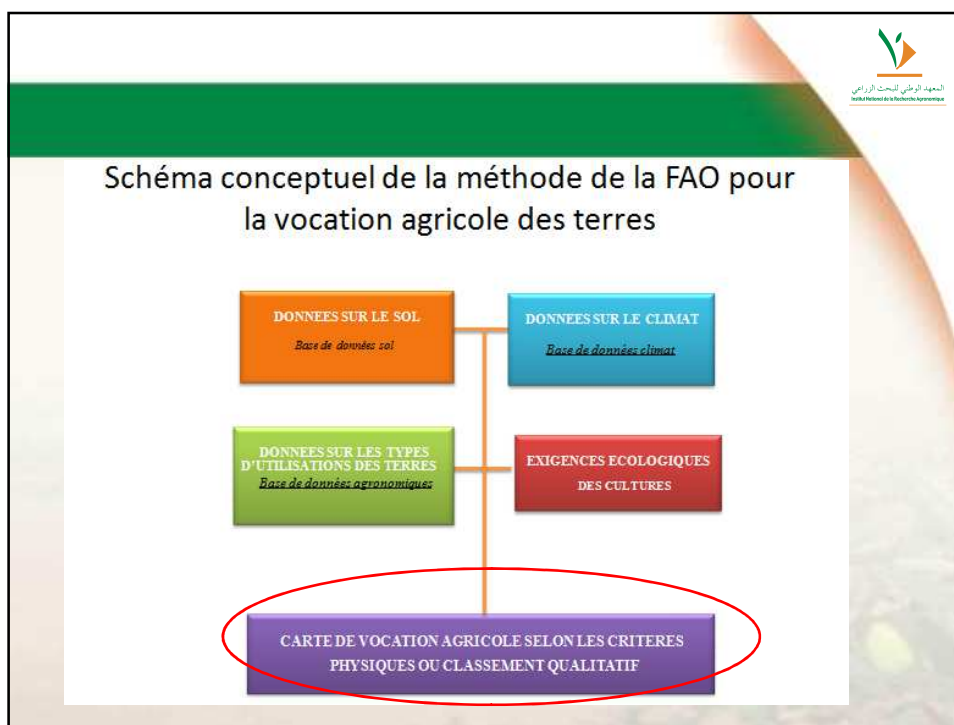 المعهد الوطني للبحث الزراعي
Institut National de la Recherche Agronomique
Schéma conceptuel de la méthode de la FAO pour
la vocation agricole des terres
DONNEES SUR LE SOL
Base de données sol
DONNEES SUR LE CLIMAT
Base de données climat
DONNEES SUR LES TYPES
D'UTILISATIONS DES TERRES
Base de données agronomiques
EXIGENCES ECOLOGIQUES
DES CULTURES
CARTE DE VOCATION AGRICOLE SELON LES CRITERES
PHYSIQUES OU CLASSEMENT QUALITATIF